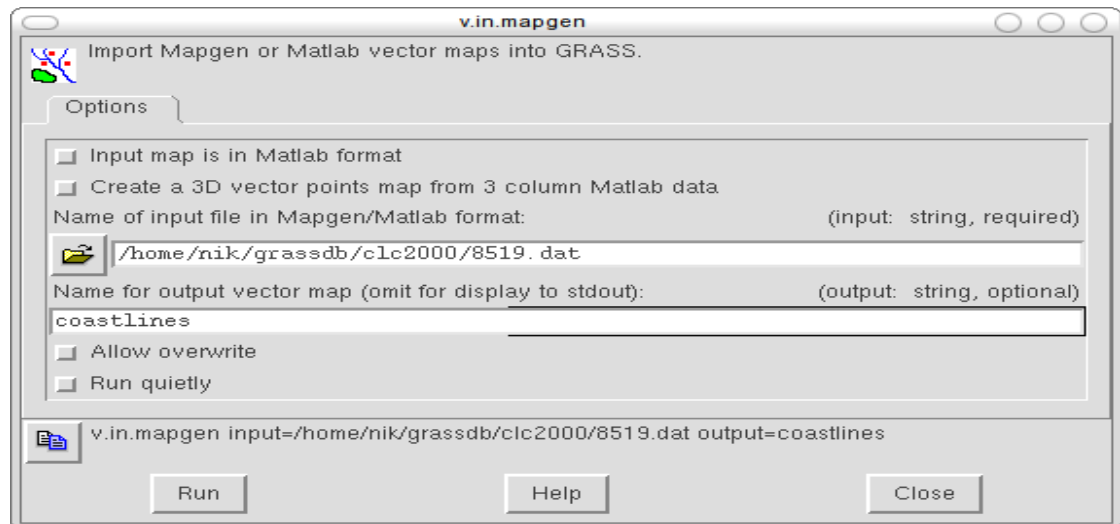 v.in.mapgen
Import Mapgen or Matlab vector maps into GRASS.
Options
Input map is in Matlab format
Create a 3D vector points map from 3 column Matlab data
Name of input file in Mapgen/Matlab format: (input: string, required)
/home/nik/grassdb/clc2000/8519.dat
Name for output vector map (omit for display to stdout): (output: string, optional)
coastlines
Allow overwrite
Run quietly
v.in.mapgen input=/home/nik/grassdb/clc2000/8519.dat output=coastlines
Run Help Close